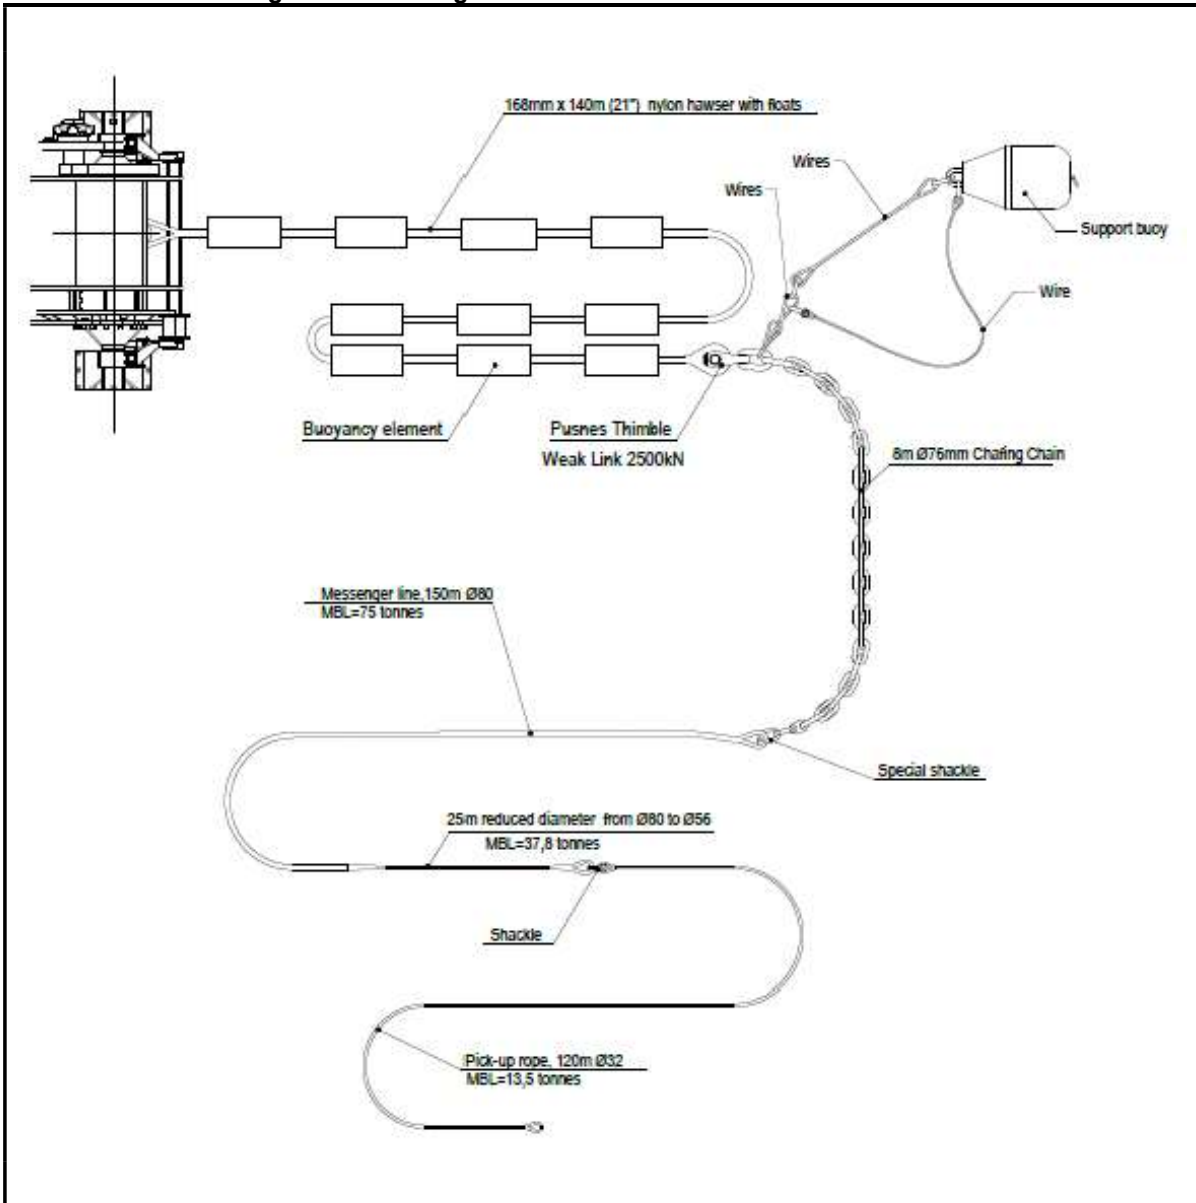 168mm x 140m (21") nylon hawser with floats
Wires
Wires
Support buoy
Wire
Buoyancy element
Pusnes Thimble
Weak Link 2500kN
8m Ø76mm Chafing Chain
Messenger line,150m Ø80
MBL=75 tonnes
Special shackle
25m reduced diameter from Ø80 to Ø56
MBL=37,8 tonnes
Shackle
Pick-up rope, 120m Ø32
MBL=13,5 tonnes